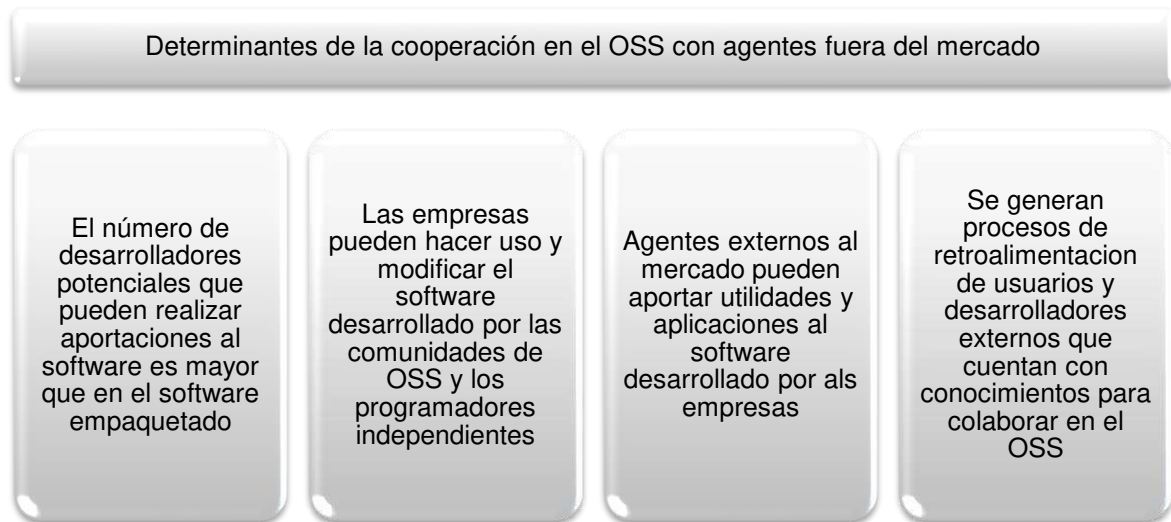 Determinantes de la cooperación en el OSS con agentes fuera del mercado
El número de
desarrolladores
potenciales que
pueden realizar
aportaciones al
software es mayor
que en el software
empaquetado
Las empresas
pueden hacer uso y
modificar el
software
desarrollado por las
comunidades de
OSS y los
programadores
independientes
Agentes externos al
mercado pueden
aportar utilidades y
aplicaciones al
software
desarrollado por als
empresas
Se generan
procesos de
retroalimentacion
de usuarios y
desarrolladores
externos que
cuentan con
conocimientos para
colaborar en el
OSS